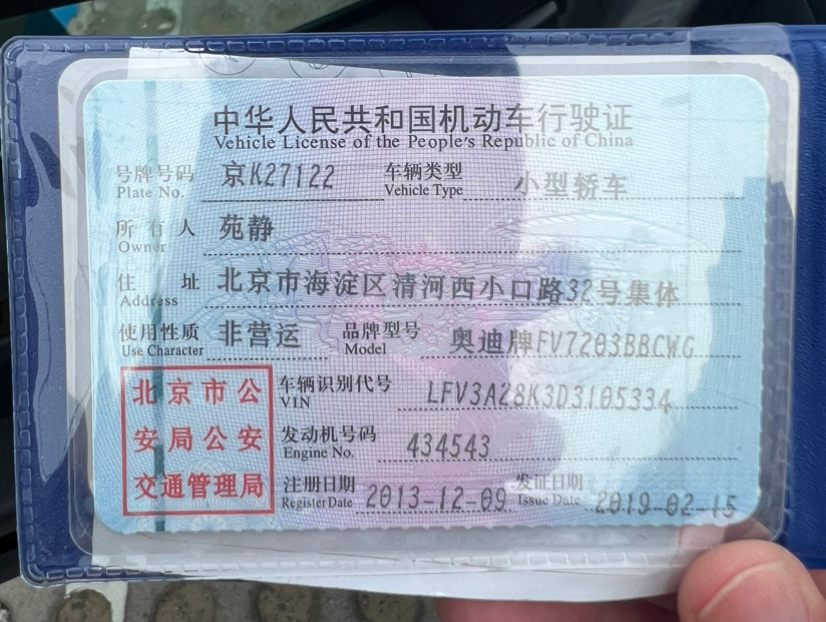 中华人民共和国机动车行驶证
Vehicle License of the People's Republic of China
号牌号码 京K27122 车辆类型 小型轿车
Plate No. Vehicle Type
所有人 苑静
Owner
住址 北京市海淀区清河西小口路32号集体
Address
使用性质 非营运 品牌型号 奥迪牌FV7203BBCWG
Use Character Model
北京市公 车辆识别代号 LFV3A28K3D3105334
VIN
安局公安 发动机号码 434543
Engine No.
交通管理局 注册日期 2013-12-09 发证日期 2019-02-15
Register Date Issue Date